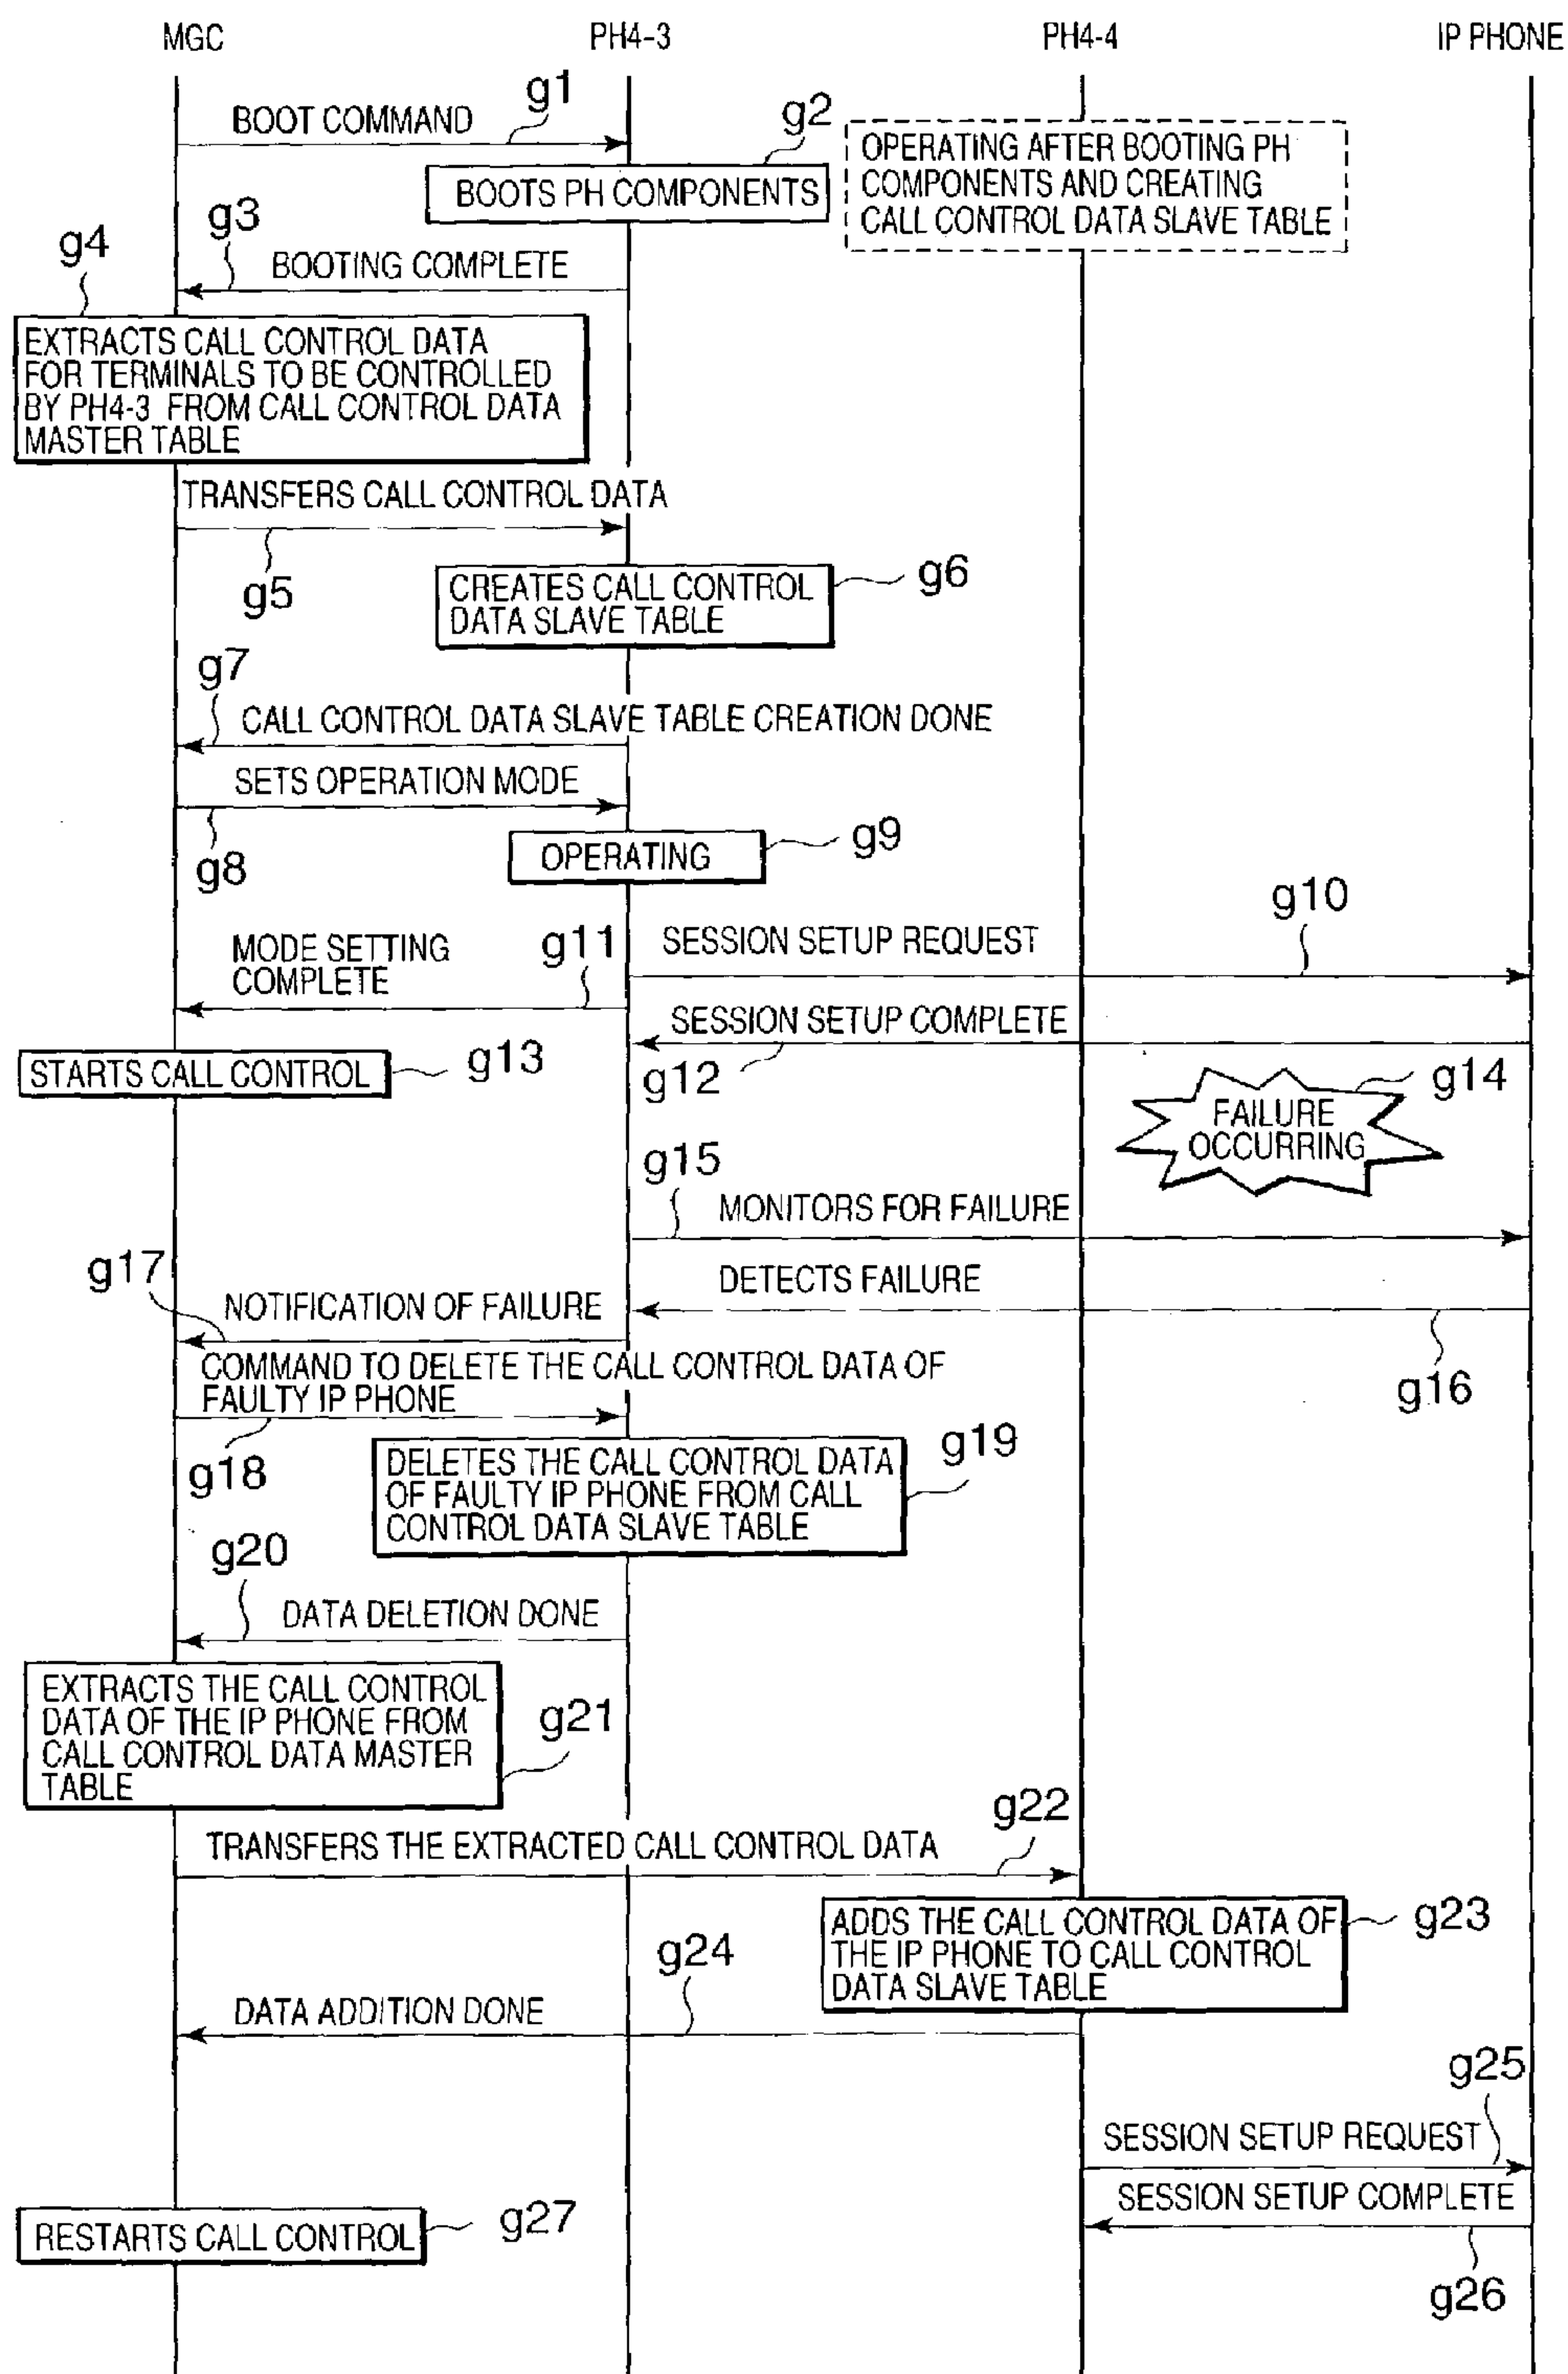 MGC
PH4-3
PH4-4
IP PHONE
g1
BOOT COMMAND
g2
BOOTS PH COMPONENTS
OPERATING AFTER BOOTING PH
COMPONENTS AND CREATING
CALL CONTROL DATA SLAVE TABLE
g3
BOOTING COMPLETE
g4
EXTRACTS CALL CONTROL DATA
FOR TERMINALS TO BE CONTROLLED
BY PH4-3 FROM CALL CONTROL DATA
MASTER TABLE
TRANSFERS CALL CONTROL DATA
g5
CREATES CALL CONTROL
DATA SLAVE TABLE
g6
g7
CALL CONTROL DATA SLAVE TABLE CREATION DONE
SETS OPERATION MODE
g8
OPERATING
g9
g10
MODE SETTING
COMPLETE
g11
SESSION SETUP REQUEST
SESSION SETUP COMPLETE
g12
STARTS CALL CONTROL
g13
g14
FAILURE
OCCURRING
g15
MONITORS FOR FAILURE
DETECTS FAILURE
g16
g17
NOTIFICATION OF FAILURE
COMMAND TO DELETE THE CALL CONTROL DATA OF
FAULTY IP PHONE
g18
DELETES THE CALL CONTROL DATA
OF FAULTY IP PHONE FROM CALL
CONTROL DATA SLAVE TABLE
g19
g20
DATA DELETION DONE
EXTRACTS THE CALL CONTROL
DATA OF THE IP PHONE FROM
CALL CONTROL DATA MASTER
TABLE
g21
g22
TRANSFERS THE EXTRACTED CALL CONTROL DATA
ADDS THE CALL CONTROL DATA OF
THE IP PHONE TO CALL CONTROL
DATA SLAVE TABLE
g23
g24
DATA ADDITION DONE
g25
SESSION SETUP REQUEST
SESSION SETUP COMPLETE
g26
RESTARTS CALL CONTROL
g27